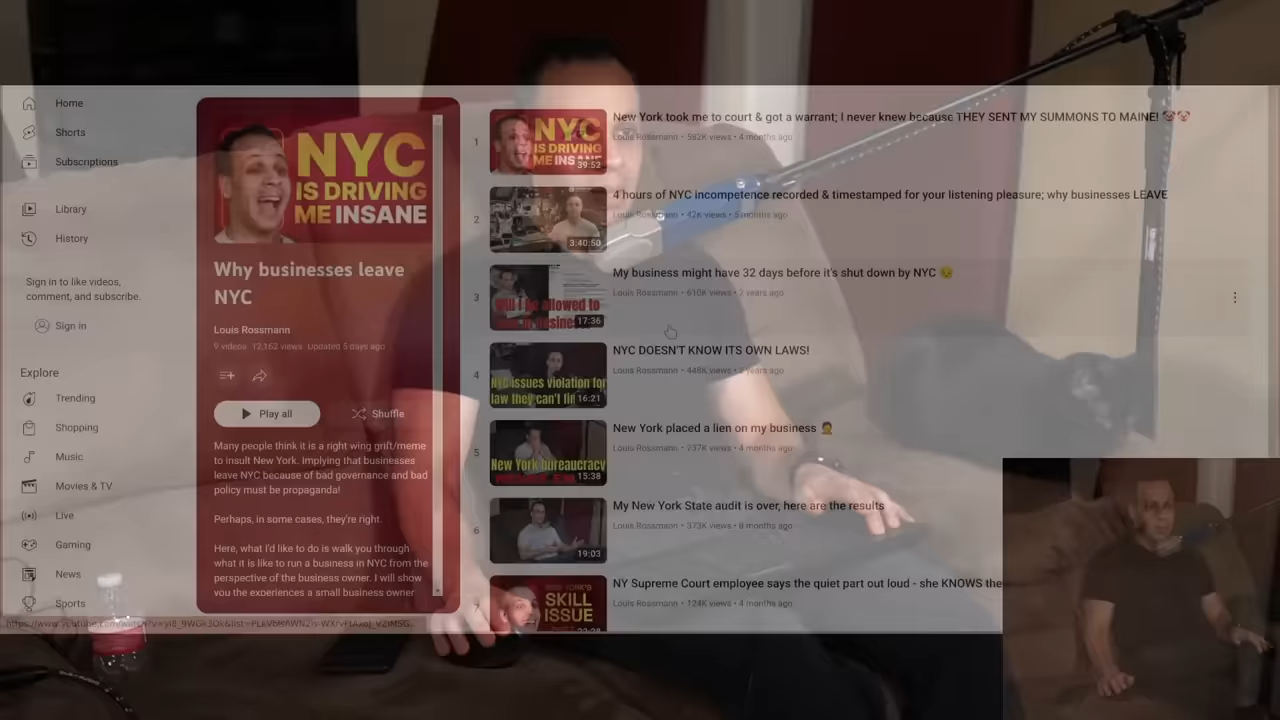 Home
Shorts
Subscriptions
Library
History
Sign in to like videos,
comment, and subscribe.
Sign in
Explore
Trending
Shopping
Music
Movies & TV
Live
Gaming
News
Sports
NYC
IS DRIVING
ME INSANE
Why businesses leave
NYC
Louis Rossmann
9 videos 12,162 views Updated 5 days ago
Play all
Shuffle
Many people think it is a right wing grift/meme
to insult New York. Implying that businesses
leave NYC because of bad governance and bad
policy must be propaganda!
Perhaps, in some cases, they're right.
Here, what I'd like to do is walk you through
what it is like to run a business in NYC from the
perspective of the business owner. I will show
you the experiences a small business owner
1
NYC
IS DRIVING
ME INSANE
39:52
New York took me to court & got a warrant; I never knew because THEY SENT MY SUMMONS TO MAINE! 🤡🤡
Louis Rossmann • 582K views • 4 months ago
2
3:40:50
4 hours of NYC incompetence recorded & timestamped for your listening pleasure; why businesses LEAVE
Louis Rossmann • 42K views • 5 months ago
3
Will I be allowed to
17:36
My business might have 32 days before it's shut down by NYC 😔
Louis Rossmann • 610K views • 2 years ago
4
NYC issues violation for
law they can't
16:21
NYC DOESN'T KNOW ITS OWN LAWS!
Louis Rossmann • 448K views • 2 years ago
5
New York bureaucracy
15:38
New York placed a lien on my business 🤦
Louis Rossmann • 237K views • 4 months ago
6
19:03
My New York State audit is over, here are the results
Louis Rossmann • 373K views • 8 months ago
NEW YORK'S
SKILL
ISSUE
NY Supreme Court employee says the quiet part out loud - she KNOWS the
Louis Rossmann • 124K views • 4 months ago